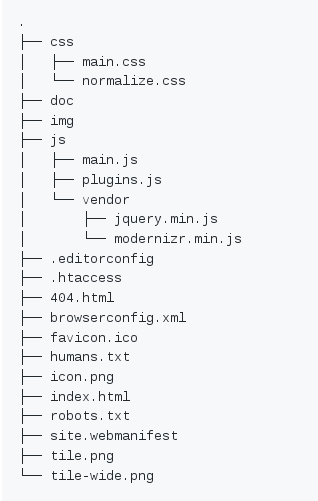 .
├── css
│   ├── main.css
│   └── normalize.css
├── doc
├── img
├── js
│   ├── main.js
│   ├── plugins.js
│   └── vendor
│       ├── jquery.min.js
│       └── modernizr.min.js
├── .editorconfig
├── .htaccess
├── 404.html
├── browserconfig.xml
├── favicon.ico
├── humans.txt
├── icon.png
├── index.html
├── robots.txt
├── site.webmanifest
├── tile.png
└── tile-wide.png